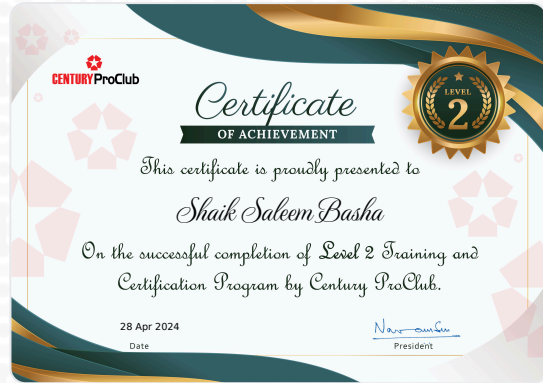 CENTURY ProClub
Certificate
OF ACHIEVEMENT
LEVEL
2
This certificate is proudly presented to
Shaik Saleem Basha
On the successful completion of Level 2 Training and
Certification Program by Century ProClub.
28 Apr 2024
Date
President